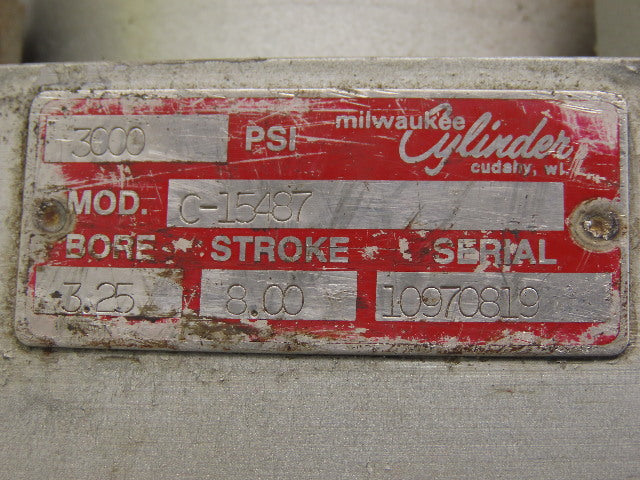 3000 PSI milwaukee Cylinder
cudahy, wi.
MOD. C-15487
BORE STROKE SERIAL
3.25 8.00 10970819